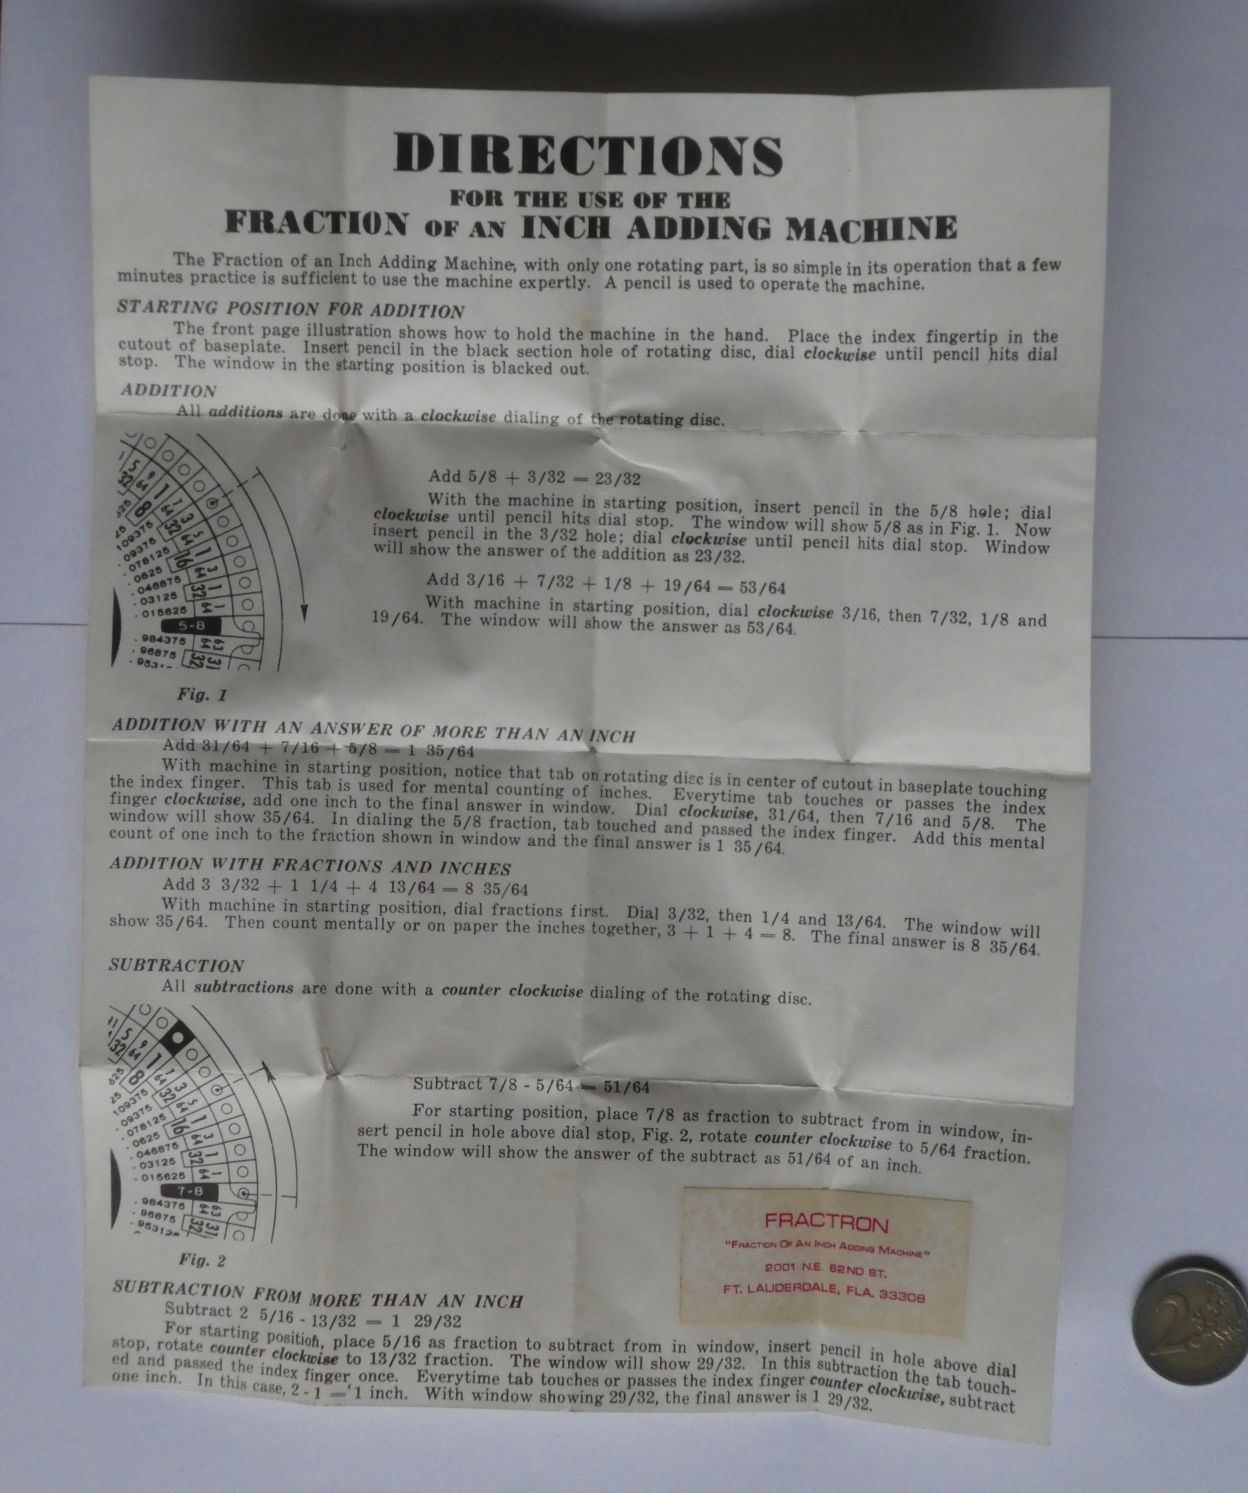 DIRECTIONS
FOR THE USE OF THE
FRACTION OF AN INCH ADDING MACHINE
The Fraction of an Inch Adding Machine, with only one rotating part, is so simple in its operation that a few
minutes practice is sufficient to use the machine expertly. A pencil is used to operate the machine.
STARTING POSITION FOR ADDITION
The front page illustration shows how to hold the machine in the hand. Place the index fingertip in the
cutout of baseplate. Insert pencil in the black section hole of rotating disc, dial clockwise until pencil hits dial
stop. The window in the starting position is blacked out.
ADDITION
All additions are done with a clockwise dialing of the rotating disc.
Add 5/8 + 3/32 = 23/32
With the machine in starting position, insert pencil in the 5/8 hole; dial
clockwise until pencil hits dial stop. The window will show 5/8 as in Fig. 1. Now
insert pencil in the 3/32 hole; dial clockwise until pencil hits dial stop. Window
will show the answer of the addition as 23/32.
Add 3/16 + 7/32 + 1/8 + 19/64 = 53/64
With machine in starting position, dial clockwise 3/16, then 7/32, 1/8 and
19/64. The window will show the answer as 53/64.
109375
.09375
.078125
.0625
.046875
.03125
.015625
5-8
.984375
.96875
Fig. 1
ADDITION WITH AN ANSWER OF MORE THAN AN INCH
Add 31/64 + 7/16 + 5/8 = 1 35/64
With machine in starting position, notice that tab on rotating disc is in center of cutout in baseplate touching
the index finger. This tab is used for mental counting of inches. Everytime tab touches or passes the index
finger clockwise, add one inch to the final answer in window. Dial clockwise, 31/64, then 7/16 and 5/8. The
window will show 35/64. In dialing the 5/8 fraction, tab touched and passed the index finger. Add this mental
count of one inch to the fraction shown in window and the final answer is 1 35/64.
ADDITION WITH FRACTIONS AND INCHES
Add 3 3/32 + 1 1/4 + 4 13/64 = 8 35/64
With machine in starting position, dial fractions first. Dial 3/32, then 1/4 and 13/64. The window will
show 35/64. Then count mentally or on paper the inches together, 3 + 1 + 4 = 8. The final answer is 8 35/64.
SUBTRACTION
All subtractions are done with a counter clockwise dialing of the rotating disc.
Subtract 7/8 - 5/64 = 51/64
For starting position, place 7/8 as fraction to subtract from in window, in-
sert pencil in hole above dial stop, Fig. 2, rotate counter clockwise to 5/64 fraction.
The window will show the answer of the subtract as 51/64 of an inch.
109375
.09375
.078125
.0625
.046875
.03125
.015625
7-8
.984375
.96875
Fig. 2
FRACTRON
"FRACTION OF AN INCH ADDING MACHINE"
2001 N.E. 62ND ST.
FT. LAUDERDALE, FLA. 33308
SUBTRACTION FROM MORE THAN AN INCH
Subtract 2 5/16 - 13/32 = 1 29/32
For starting position, place 5/16 as fraction to subtract from in window, insert pencil in hole above dial
stop, rotate counter clockwise to 13/32 fraction. The window will show 29/32. In this subtraction the tab touch-
ed and passed the index finger once. Everytime tab touches or passes the index finger counter clockwise, subtract
one inch. In this case, 2 - 1 = 1 inch. With window showing 29/32, the final answer is 1 29/32.
2